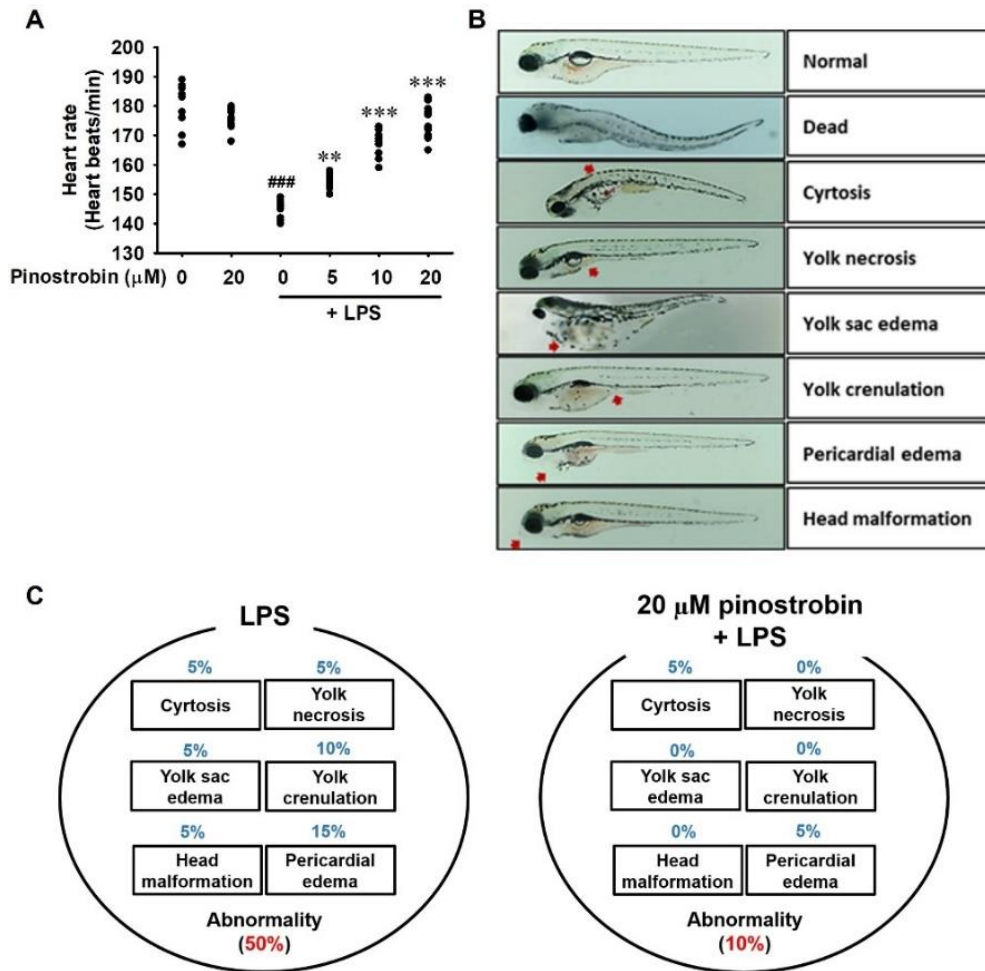 A
200
190
180
170
160
150
140
130
Heart rate
(Heart beats/min)
###
**
***
***
Pinostrobin (μM) 0 20 0 5 10 20
+ LPS
B
Normal
Dead
Cyrtosis
Yolk necrosis
Yolk sac edema
Yolk crenulation
Pericardial edema
Head malformation
C
LPS
5% 5%
Cyrtosis
Yolk
necrosis
5% 10%
Yolk sac
edema
Yolk
crenulation
5% 15%
Head
malformation
Pericardial
edema
Abnormality
(50%)
20 μM pinostrobin
+ LPS
5% 0%
Cyrtosis
Yolk
necrosis
0% 0%
Yolk sac
edema
Yolk
crenulation
0% 5%
Head
malformation
Pericardial
edema
Abnormality
(10%)